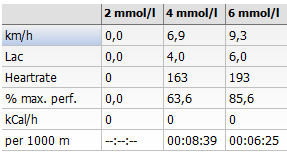 2 mmol/l 4 mmol/l 6 mmol/l
km/h 0,0 6,9 9,3
Lac 0,0 4,0 6,0
Heartrate 0 163 193
% max. perf. 0,0 63,6 85,6
kCal/h 0 0 0
per 1000 m --:--:-- 00:08:39 00:06:25